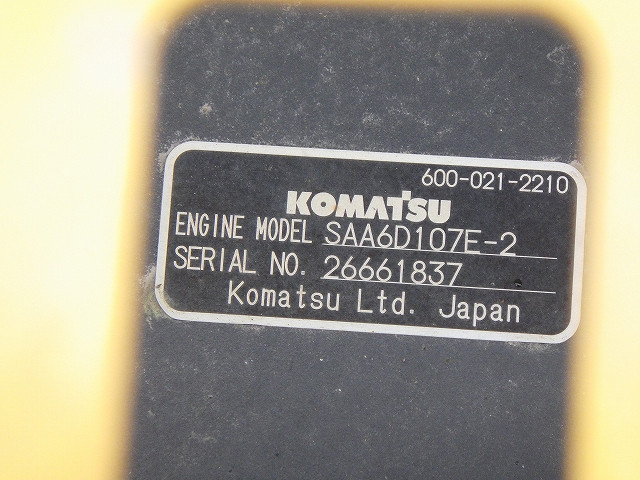 600-021-2210
KOMATSU
ENGINE MODEL SAA6D107E-2
SERIAL NO. 26661837
Komatsu Ltd. Japan